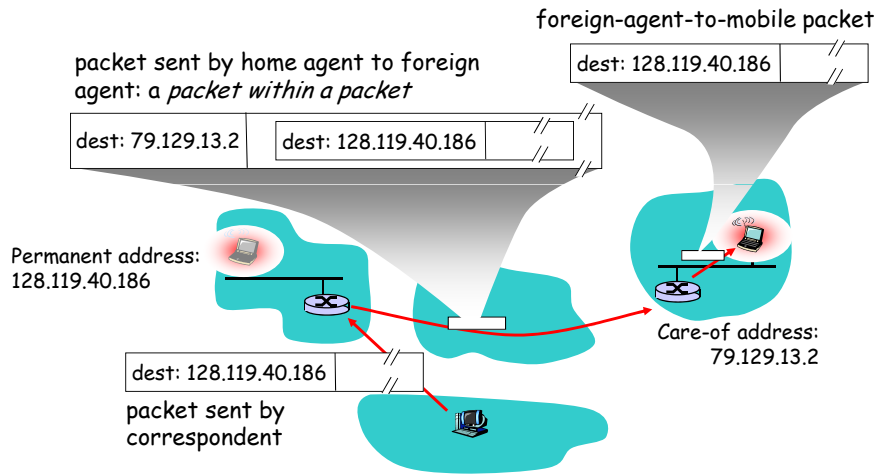 foreign-agent-to-mobile packet
dest: 128.119.40.186
packet sent by home agent to foreign
agent: a packet within a packet
dest: 79.129.13.2
dest: 128.119.40.186
Permanent address:
128.119.40.186
Care-of address:
79.129.13.2
dest: 128.119.40.186
packet sent by
correspondent